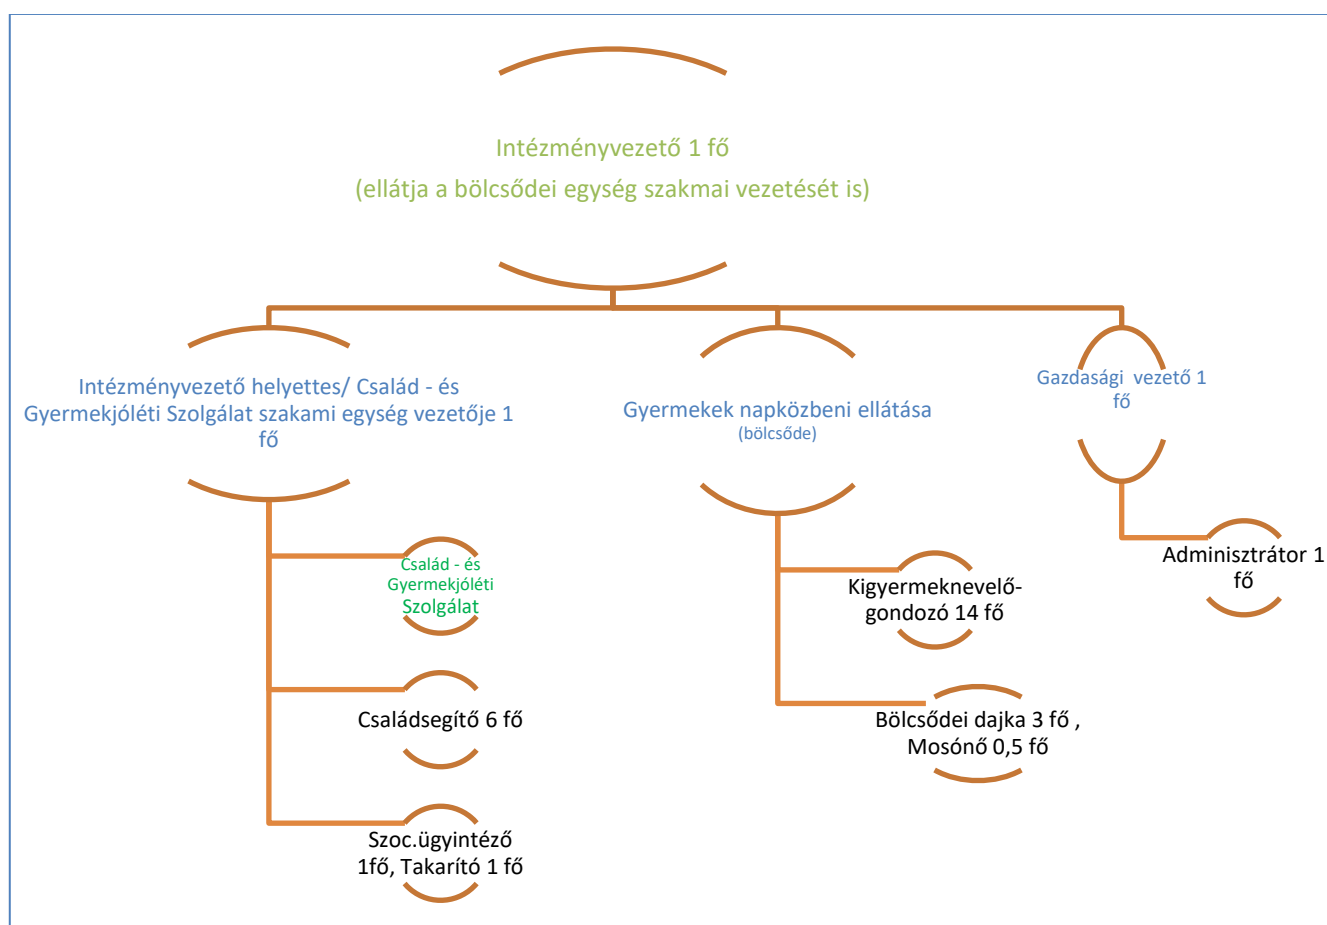 Intézményvezető 1 fő
(ellátja a bölcsődei egység szakmai vezetését is)
Intézményvezető helyettes/ Család - és
Gyermekjóléti Szolgálat szakami egység vezetője 1
fő
Család - és
Gyermekjóléti
Szolgálat
Családsegítő 6 fő
Szoc.ügyintéző
1fő, Takarító 1 fő
Gyermekek napközbeni ellátása
(bölcsőde)
Kigyermeknevelő-
gondozó 14 fő
Bölcsődei dajka 3 fő ,
Mosónő 0,5 fő
Gazdasági vezető 1
fő
Adminisztrátor 1
fő